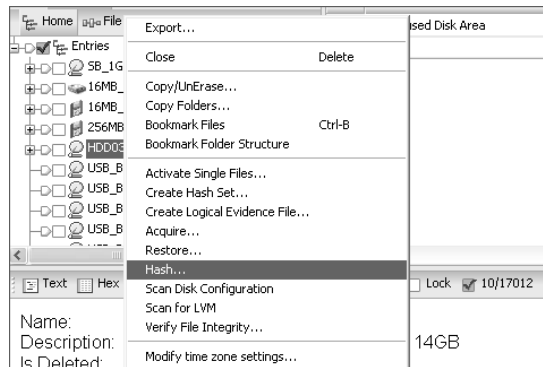 Home File
Entries
SB_1G
16MB_
16MB_
256MB
HDD03
USB_B
USB_B
USB_B
USB_B
Export...
Close Delete
Copy/UnErase...
Copy Folders...
Bookmark Files Ctrl-B
Bookmark Folder Structure
Activate Single Files...
Create Hash Set...
Create Logical Evidence File...
Acquire...
Restore...
Hash...
Scan Disk Configuration
Scan for LVM
Verify File Integrity...
Modify time zone settings...
used Disk Area
Text Hex Lock 10/17012
Name:
Description: 14GB
Is Deleted: